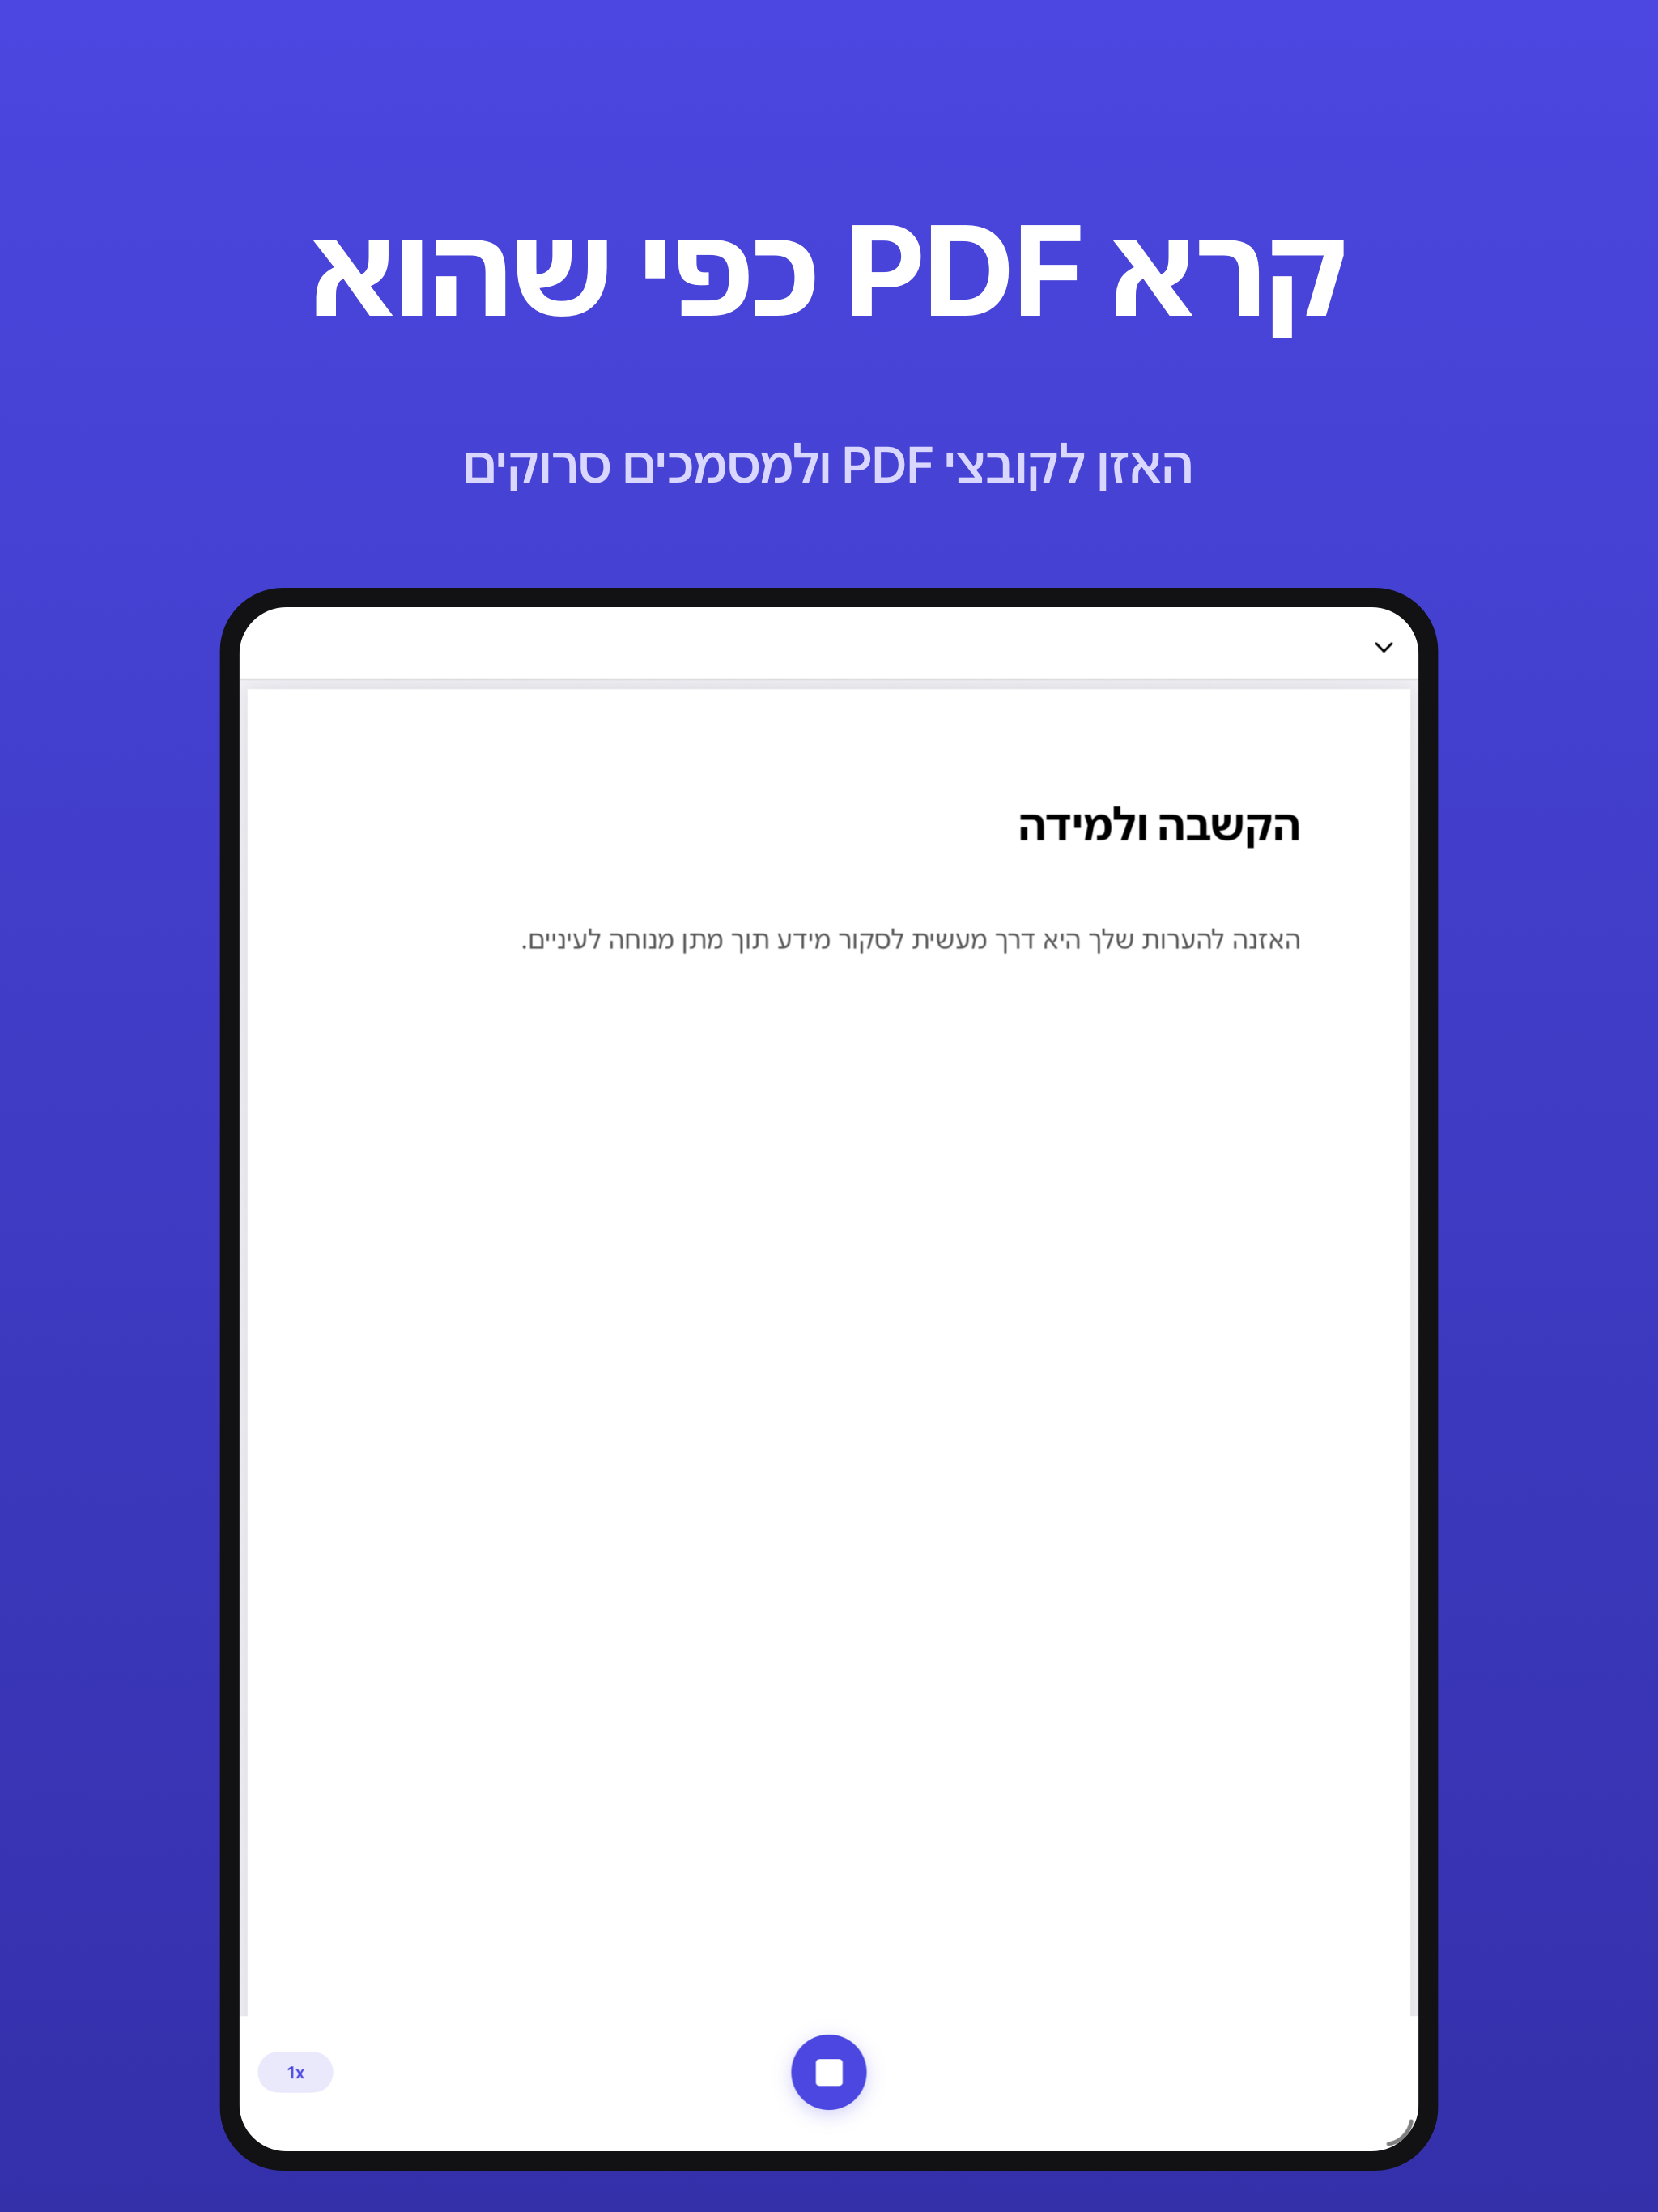 קרא PDF כפי שהוא
האזן לקובצי PDF ולמסמכים סרוקים
הקשבה ולמידה
האזנה להערות שלך היא דרך מעשית לסקור מידע תוך מתן מנוחה לעיניים.
1x